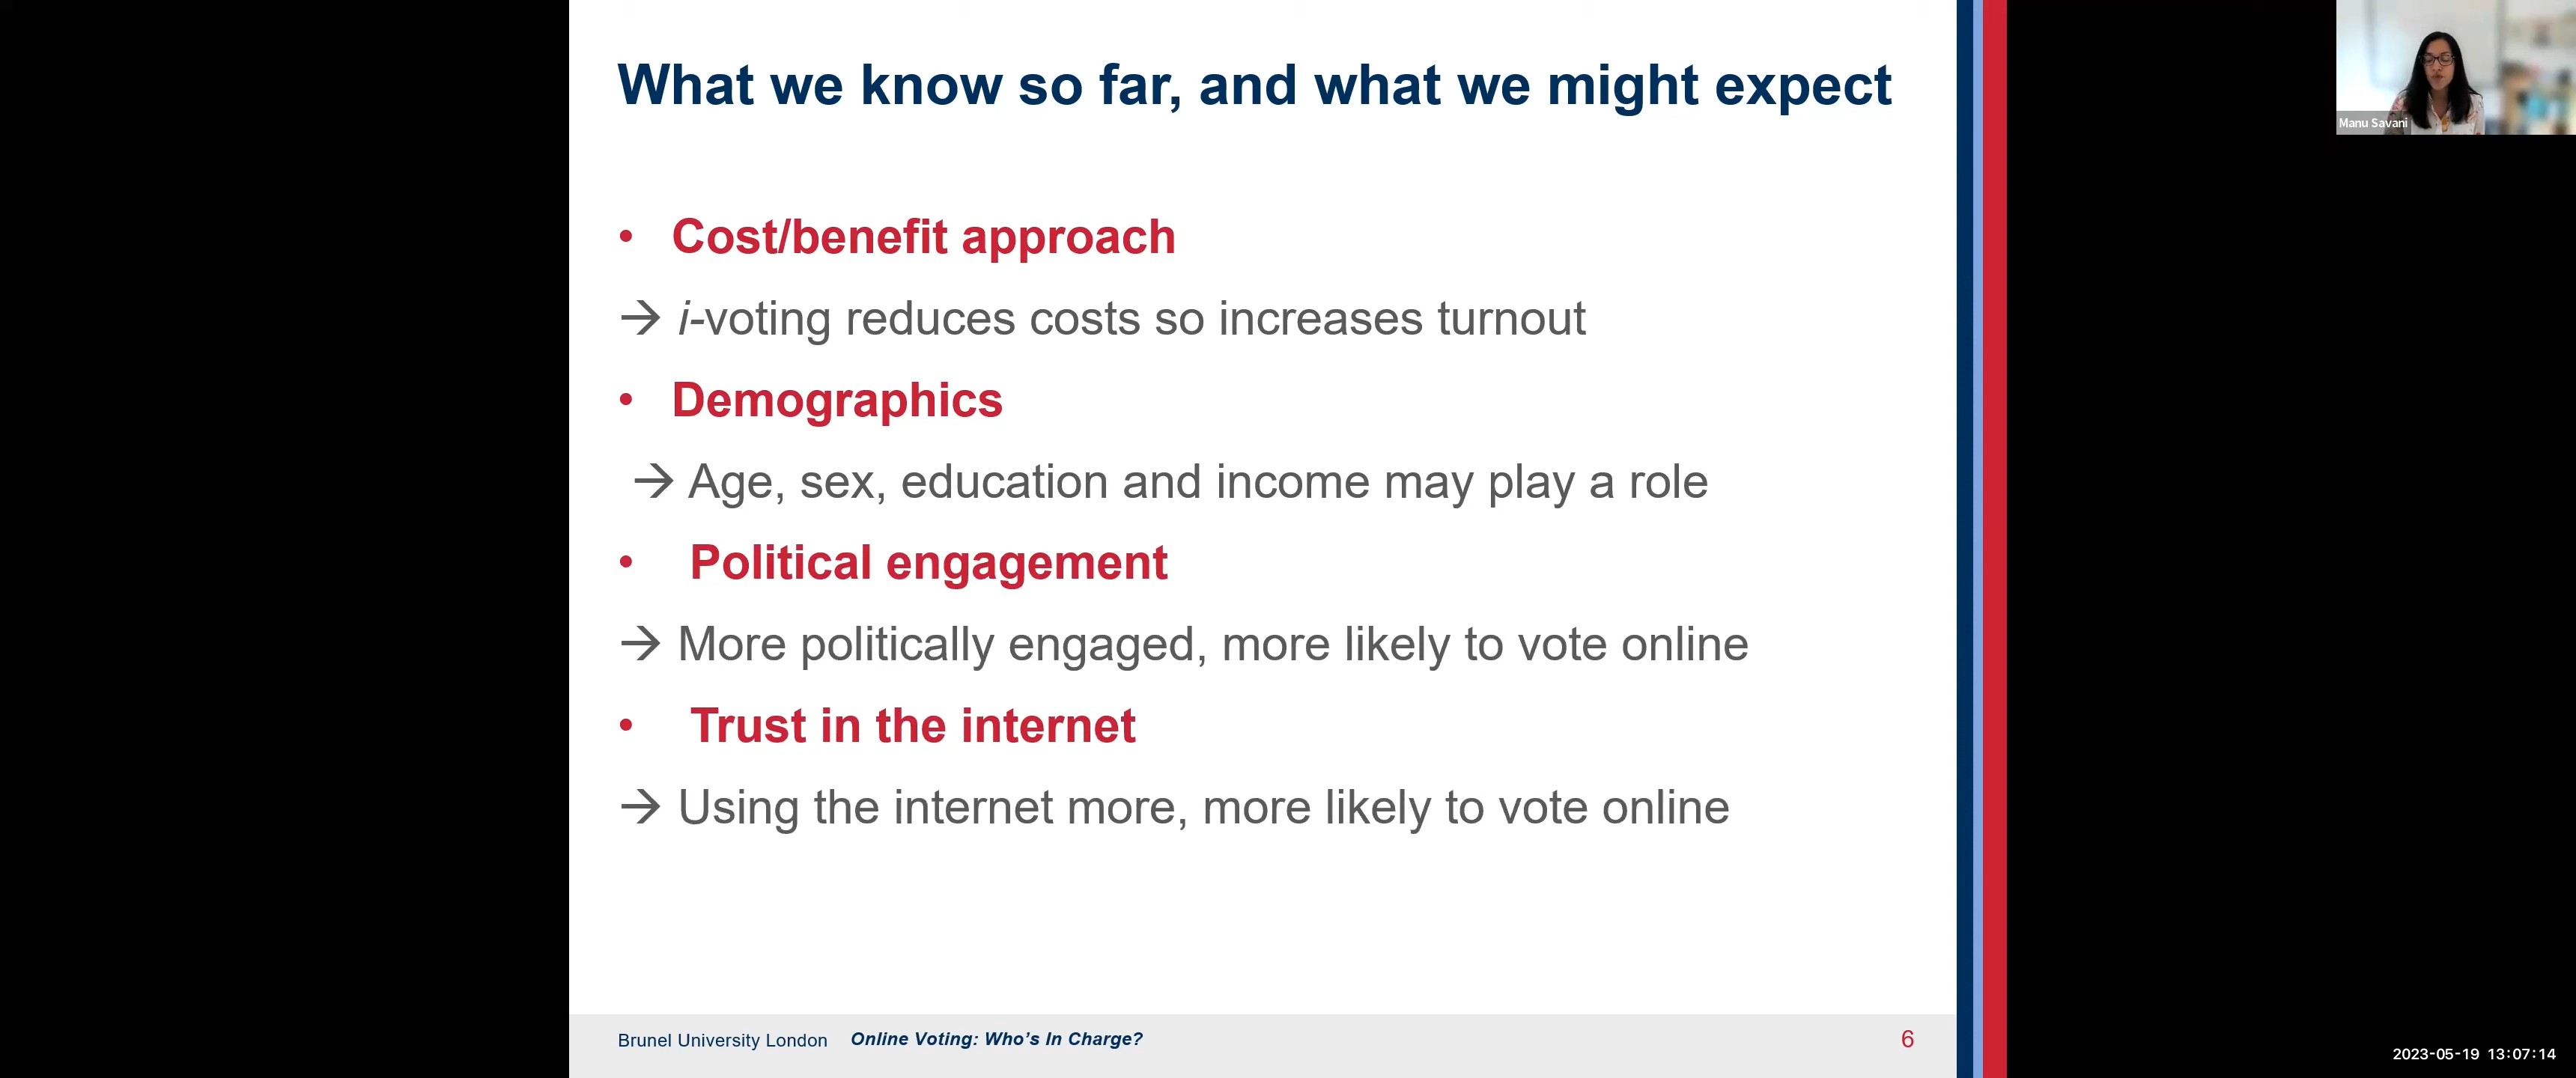 What we know so far, and what we might expect
Manu Savani
• Cost/benefit approach
→ i-voting reduces costs so increases turnout
• Demographics
→ Age, sex, education and income may play a role
• Political engagement
→ More politically engaged, more likely to vote online
• Trust in the internet
→ Using the internet more, more likely to vote online
Brunel University London Online Voting: Who's In Charge? 6
2023-05-19 13:07:14